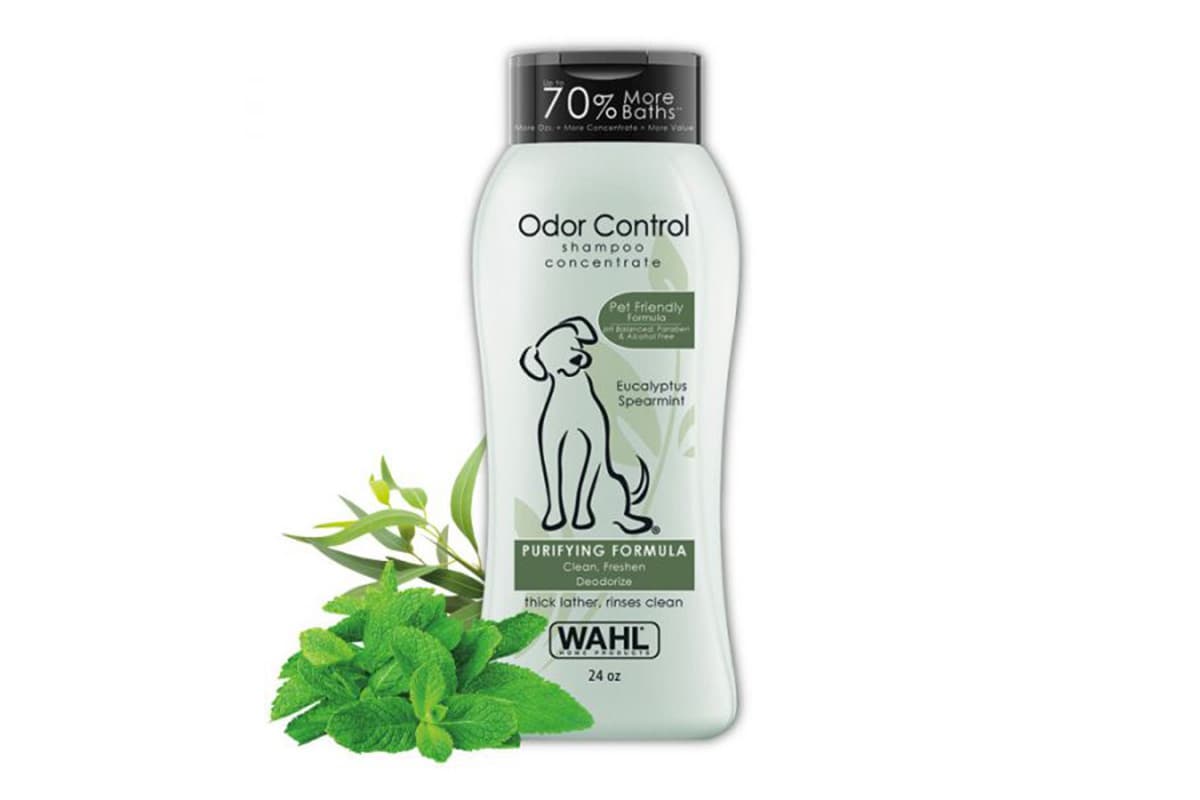 Up to
70% More
Baths**
More Ozs. + More Concentrate = More Value
Odor Control
shampoo
concentrate
Pet Friendly
Formula
pH Balanced, Paraben
& Alcohol Free
Eucalyptus
Spearmint
®
PURIFYING FORMULA
Clean, Freshen
Deodorize
thick lather, rinses clean
WAHL®
HOME PRODUCTS
24 oz